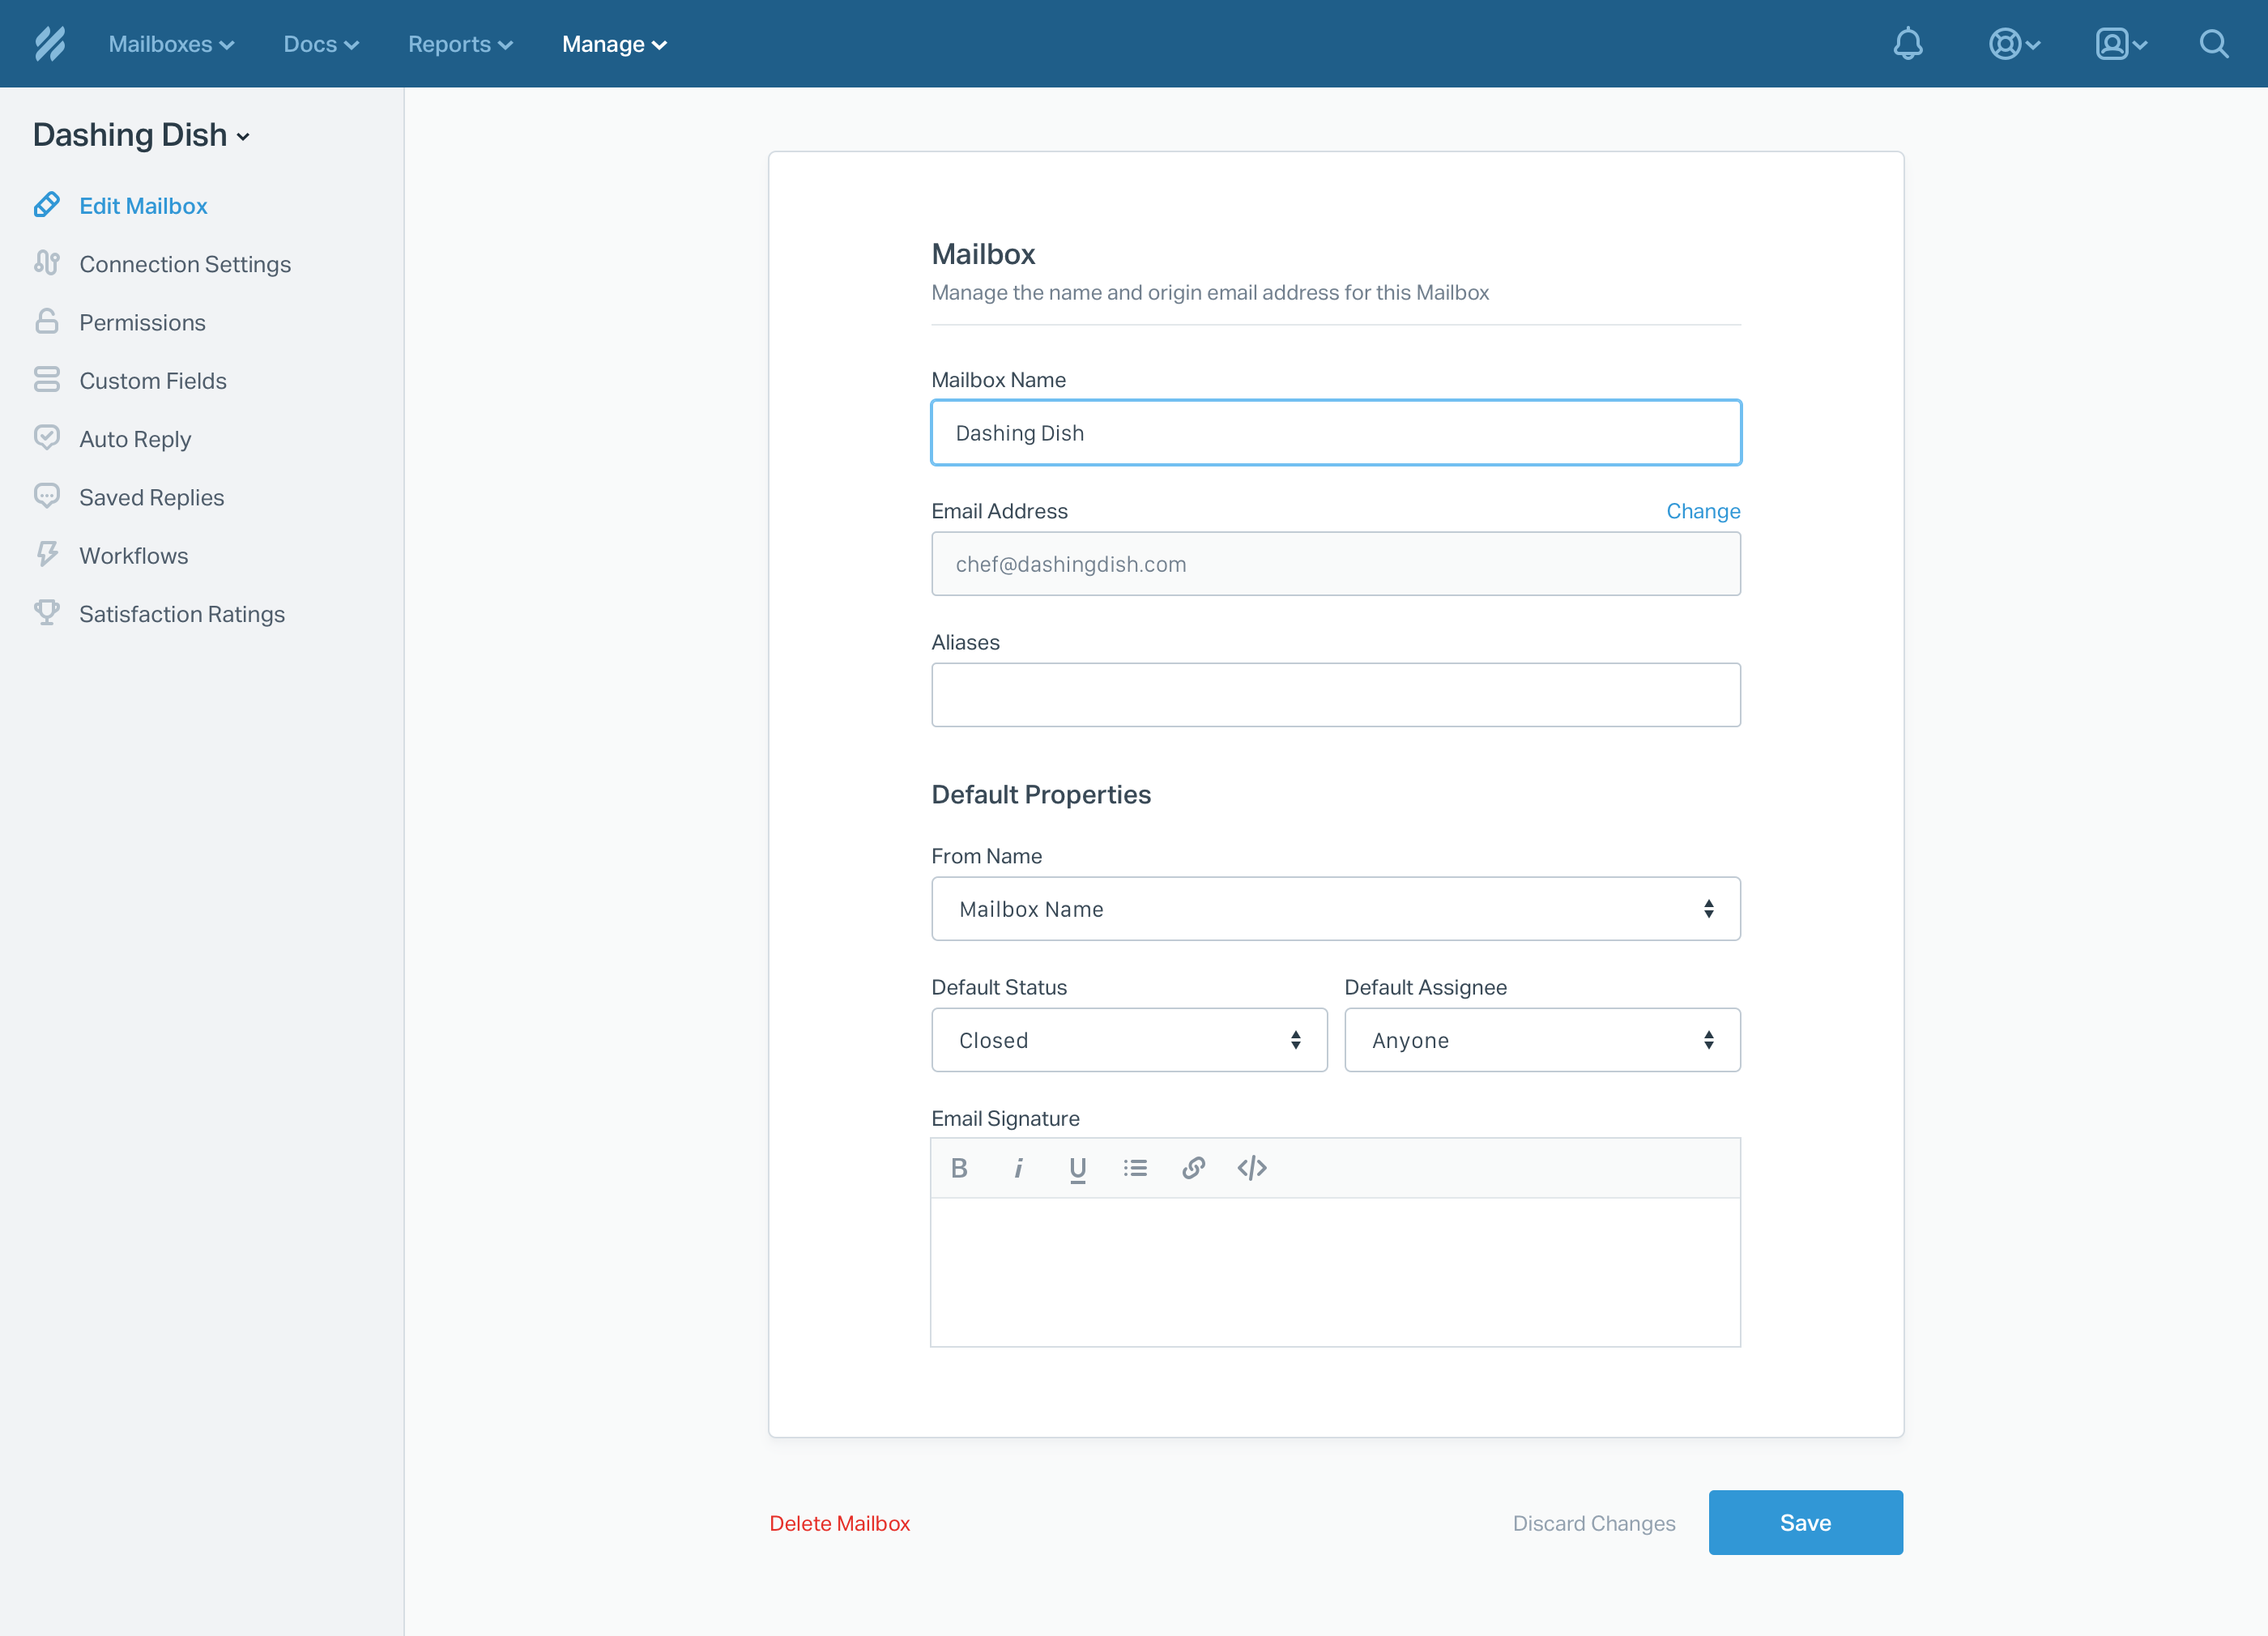 Mailboxes Docs Reports Manage
Dashing Dish
Edit Mailbox
Connection Settings
Permissions
Custom Fields
Auto Reply
Saved Replies
Workflows
Satisfaction Ratings
Mailbox
Manage the name and origin email address for this Mailbox
Mailbox Name
Dashing Dish
Email Address Change
chef@dashingdish.com
Aliases
Default Properties
From Name
Mailbox Name
Default Status Default Assignee
Closed Anyone
Email Signature
B i U </>
Delete Mailbox Discard Changes Save